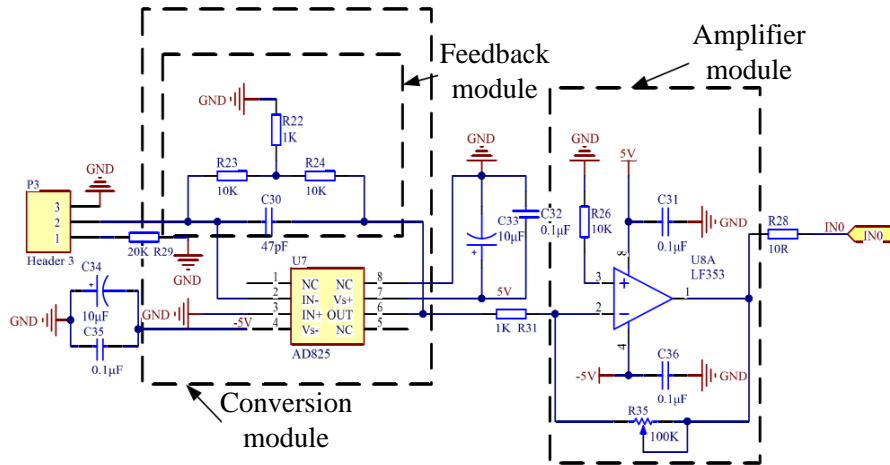 Feedback
module
Amplifier
module
GND
R22
1K
R23
10K
R24
10K
C30
47pF
GND
P3
3
2
1
Header 3
20K R29
GND
C34
10µF
GND
C35
0.1µF
-5V
GND
U7
1 NC NC 8
2 IN- Vs+ 7
3 IN+ OUT 6
4 Vs- NC 5
AD825
GND
C33
10µF
C32
0.1µF
5V
1K R31
Conversion
module
GND
R26
10K
5V
C31
0.1µF
GND
8
3
2
1
4
U8A
LF353
-5V
C36
0.1µF
GND
R35
100K
R28
10R
IN0
IN0